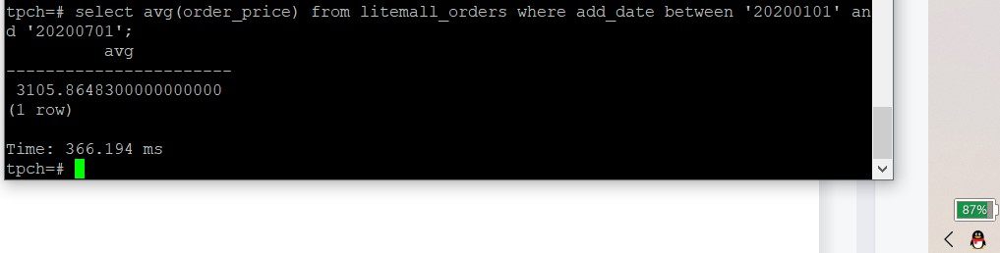 tpch=# select avg(order_price) from litemall_orders where add_date between '20200101' an
d '20200701';
avg
-----------------------
3105.8648300000000000
(1 row)
Time: 366.194 ms
tpch=#
87%